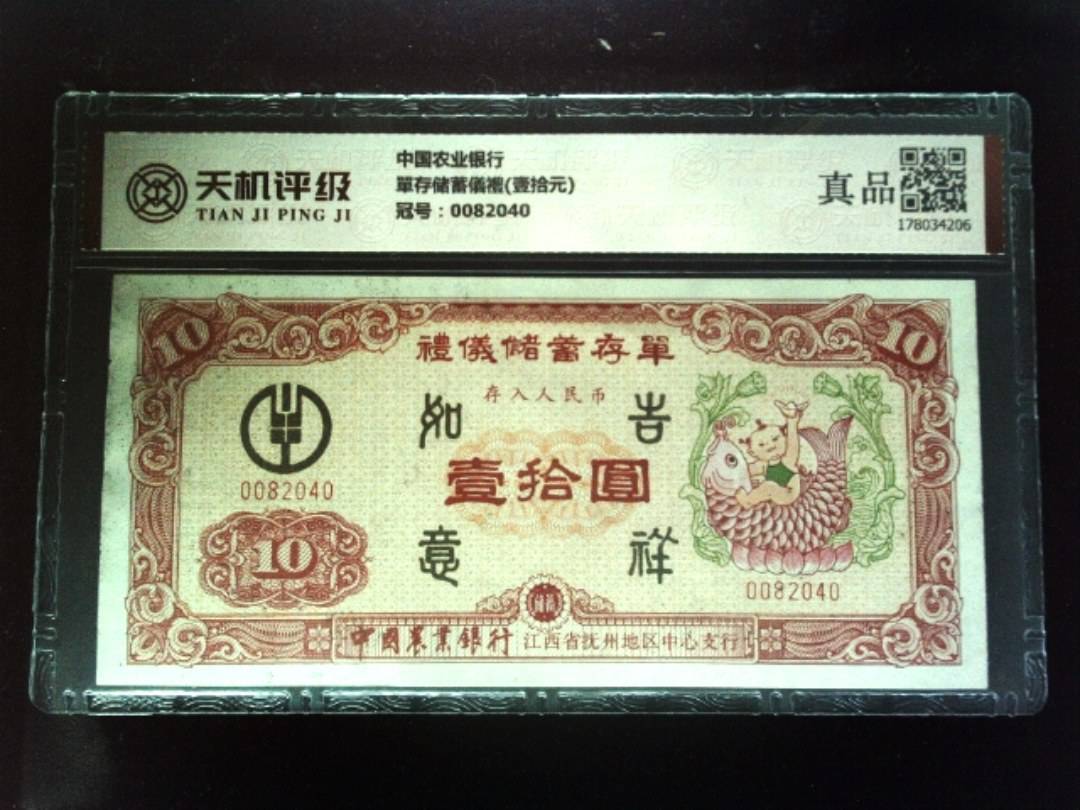 天机评级
TIAN JI PING JI
中国农业银行
單存储蓄儀禮(壹拾元)
冠号：0082040
真品
178034206
10
10
禮儀儲蓄存單
存入人民币
如
吉
壹拾圓
0082040
意
祥
10
0082040
中國農業銀行 江西省抚州地区中心支行